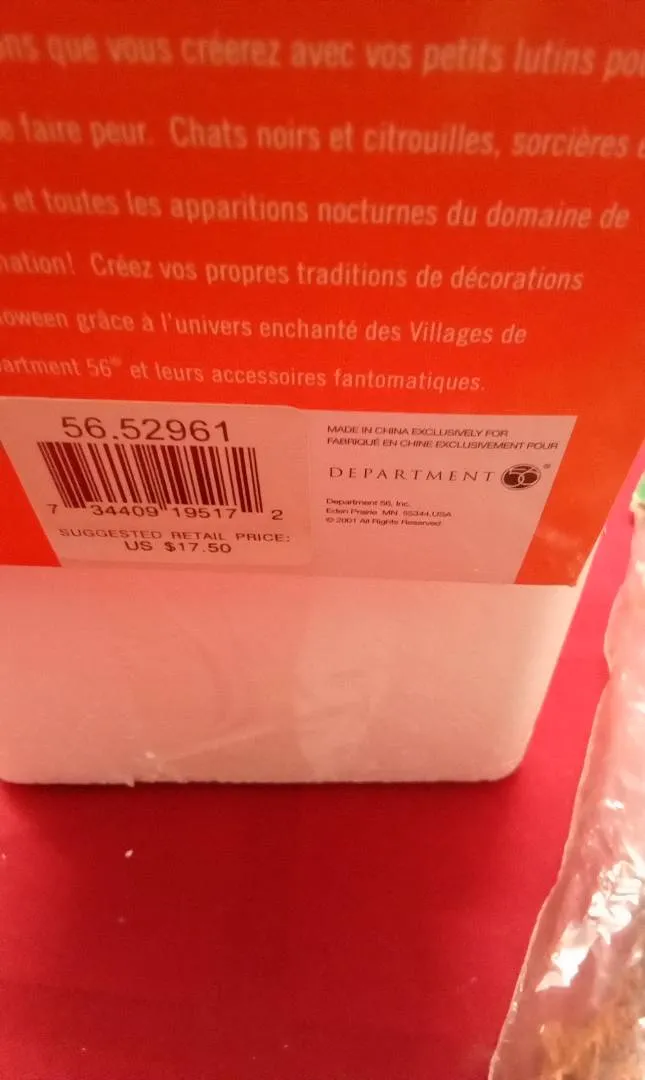 que vous créerez avec vos petits lutins
faire peur. Chats noirs et citrouilles, sorcières
et toutes les apparitions nocturnes du domaine de
nation! Créez vos propres traditions de décorations
oween grâce à l'univers enchanté des Villages de
artment 56™ et leurs accessoires fantomatiques.
56.52961
7 34409 19517 2
SUGGESTED RETAIL PRICE:
US $17.50
MADE IN CHINA EXCLUSIVELY FOR
FABRIQUÉ EN CHINE EXCLUSIVEMENT POUR
DEPARTMENT 56®
Department 56, Inc.
Eden Prairie MN 55344 USA
© 2001 All Rights Reserved